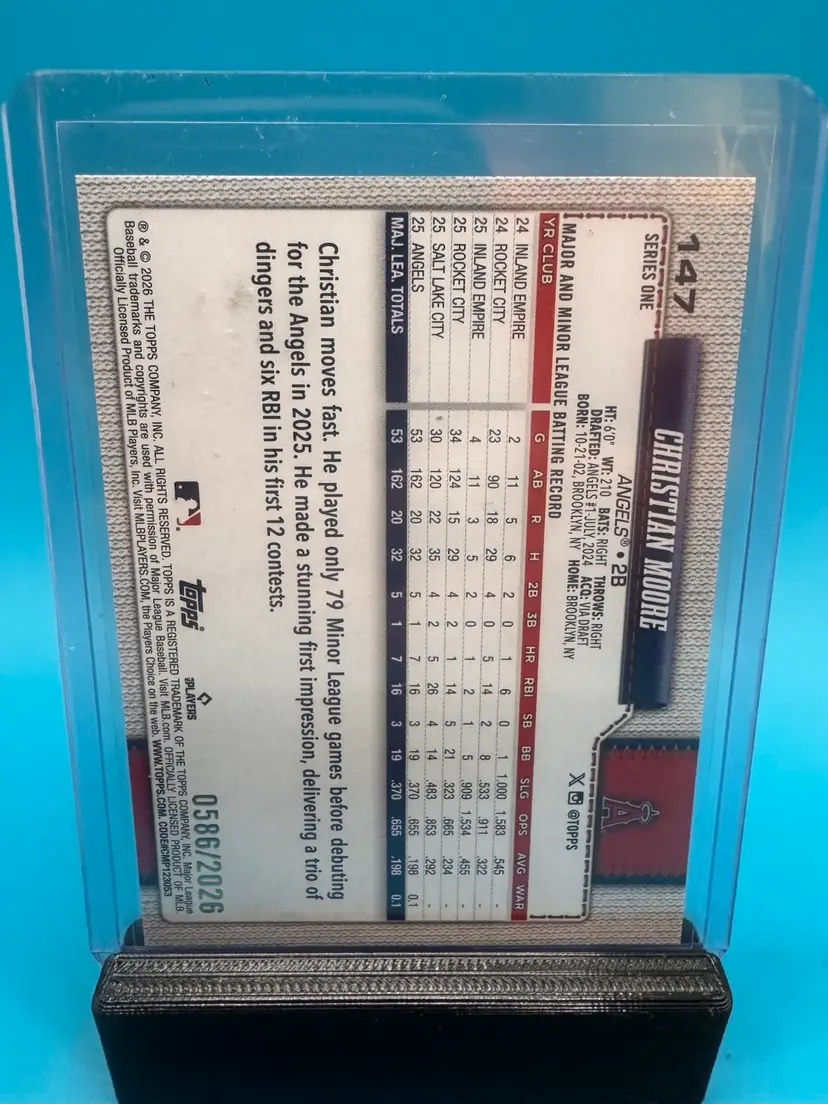 147
SERIES ONE
CHRISTIAN MOORE
ANGELS® • 2B
HT: 6'0" WT: 210 BATS: RIGHT THROWS: RIGHT
DRAFTED: ANGELS #1-JULY, 2024 ACQ: VIA DRAFT
BORN: 10-21-02, BROOKLYN, NY HOME: BROOKLYN, NY
A
X @TOPPS
MAJOR AND MINOR LEAGUE BATTING RECORD
YR CLUB G AB R H 2B 3B HR RBI SB BB SLG OPS AVG WAR
24 INLAND EMPIRE 2 11 5 6 2 0 1 6 0 1 1.000 1.583 .545 -
24 ROCKET CITY 23 90 18 29 4 0 5 14 2 8 .533 .911 .322 -
25 INLAND EMPIRE 4 11 3 5 2 0 1 2 1 5 .909 1.534 .455 -
25 ROCKET CITY 34 124 15 29 4 2 1 14 5 21 .323 .665 .234 -
25 SALT LAKE CITY 30 120 22 35 4 2 5 26 4 14 .483 .853 .292 -
25 ANGELS 53 162 20 32 5 1 7 16 3 19 .370 .655 .198 0.1
MAJ. LEA. TOTALS 53 162 20 32 5 1 7 16 3 19 .370 .655 .198 0.1
Christian moves fast. He played only 79 Minor League games before debuting
for the Angels in 2025. He made a stunning first impression, delivering a trio of
dingers and six RBI in his first 12 contests.
topps
PLAYERS
0586/2026
® & © 2026 THE TOPPS COMPANY, INC. ALL RIGHTS RESERVED. TOPPS IS A REGISTERED TRADEMARK OF THE TOPPS COMPANY, INC. Major League
Baseball trademarks and copyrights are used with permission of Major League Baseball. Visit MLB.com. OFFICIALLY LICENSED PRODUCT OF MLB
Officially Licensed Product of MLB Players, Inc. Visit MLBPLAYERS.COM, the Players Choice on the web. WWW.TOPPS.COM. CODE#CMP123053